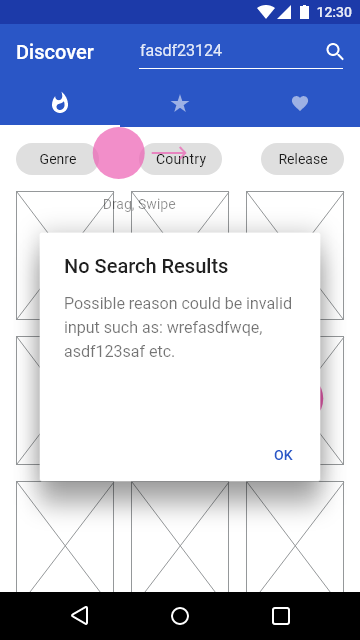 12:30
Discover
fasdf23124
Genre
Country
Release
Drag, Swipe
No Search Results
Possible reason could be invalid
input such as: wrefasdfwqe,
asdf123saf etc.
OK